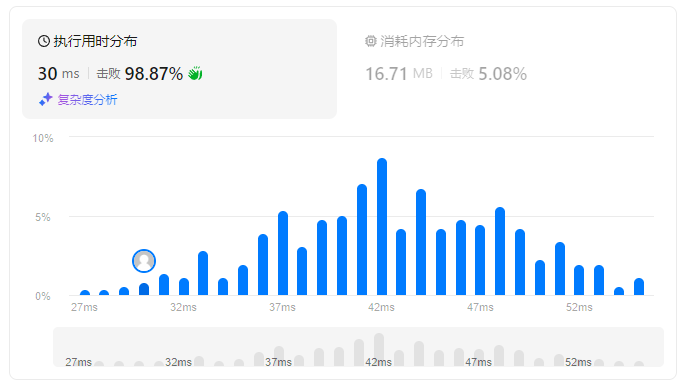 执行用时分布
30 ms | 击败 98.87%
复杂度分析
消耗内存分布
16.71 MB | 击败 5.08%
10%
5%
0%
27ms 32ms 37ms 42ms 47ms 52ms
27ms 32ms 37ms 42ms 47ms 52ms